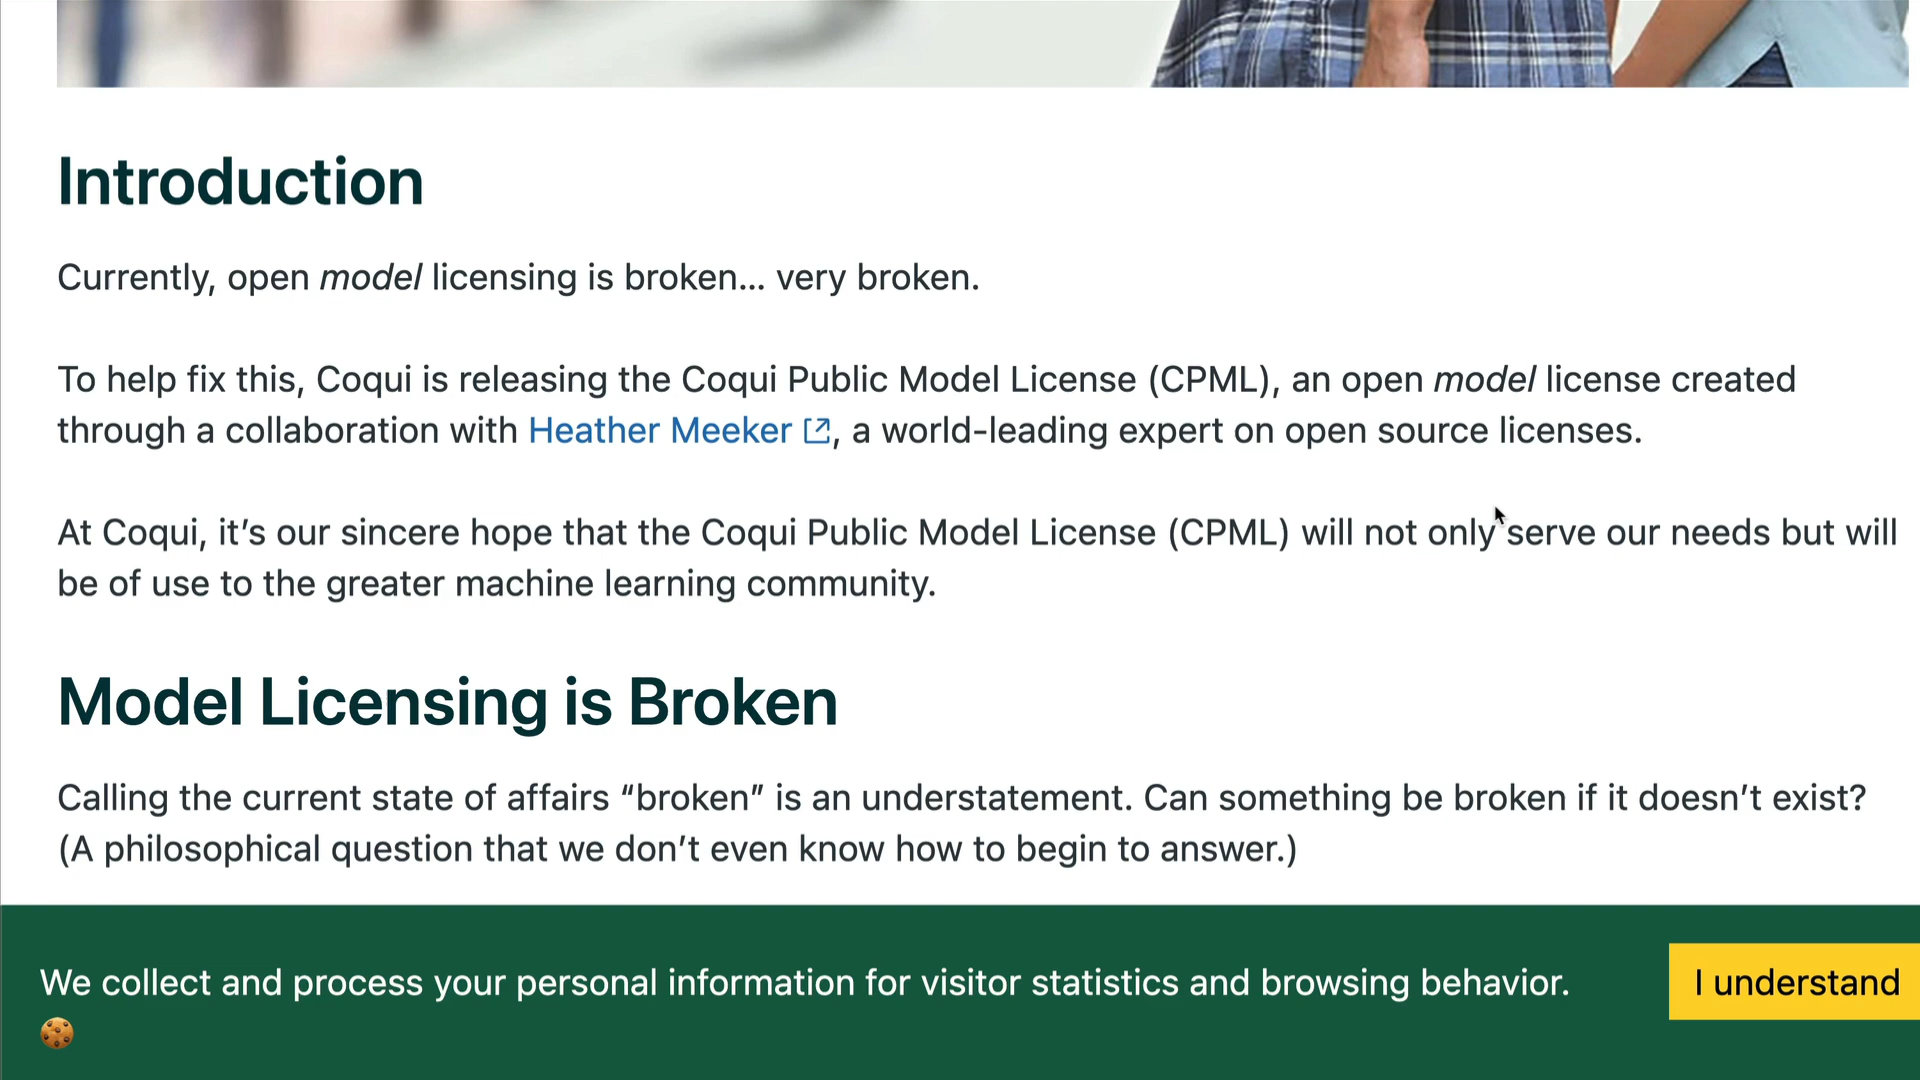 Introduction
Currently, open model licensing is broken... very broken.
To help fix this, Coqui is releasing the Coqui Public Model License (CPML), an open model license created
through a collaboration with Heather Meeker, a world-leading expert on open source licenses.
At Coqui, it’s our sincere hope that the Coqui Public Model License (CPML) will not only serve our needs but will
be of use to the greater machine learning community.
Model Licensing is Broken
Calling the current state of affairs “broken” is an understatement. Can something be broken if it doesn’t exist?
(A philosophical question that we don’t even know how to begin to answer.)
We collect and process your personal information for visitor statistics and browsing behavior.
I understand